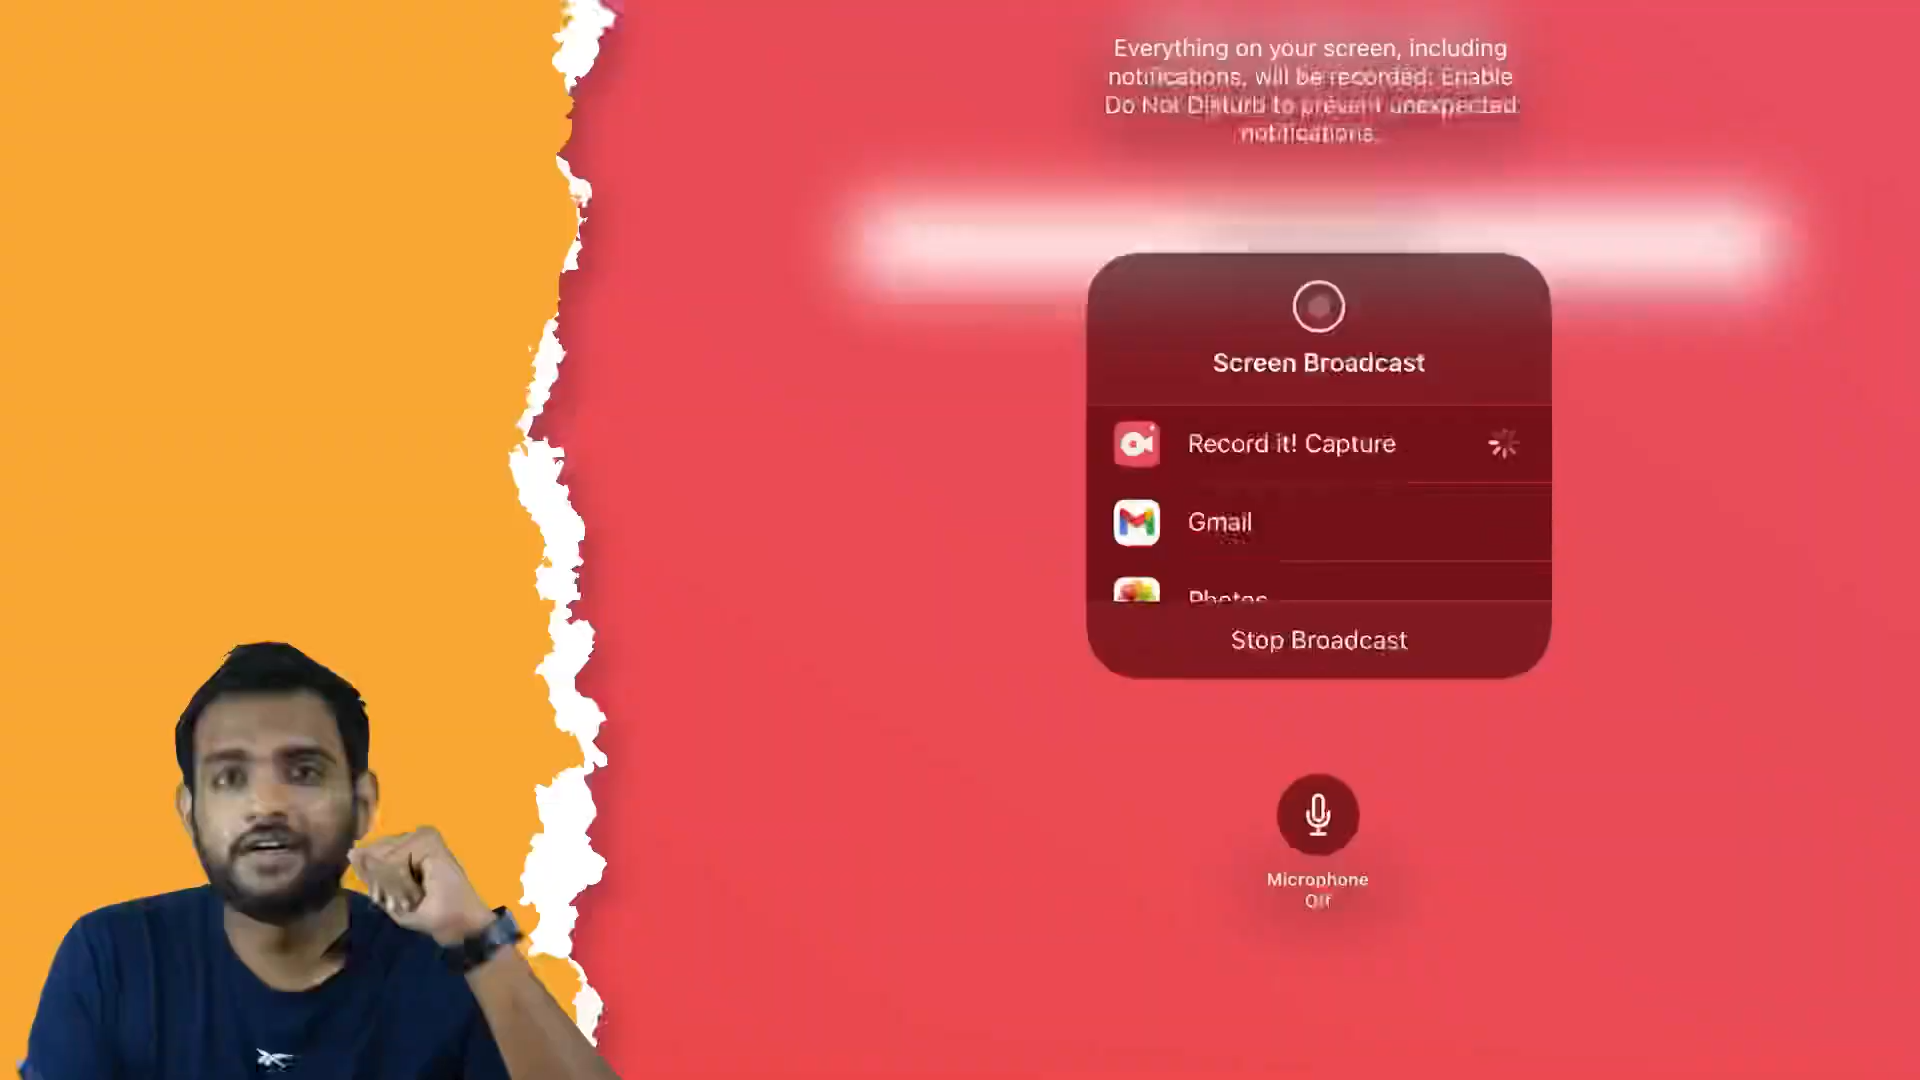 Everything on your screen, including
notifications, will be recorded. Enable
Do Not Disturb to prevent unexpected
notifications.
Screen Broadcast
Record it! Capture
Gmail
Photos
Stop Broadcast
Microphone
Off